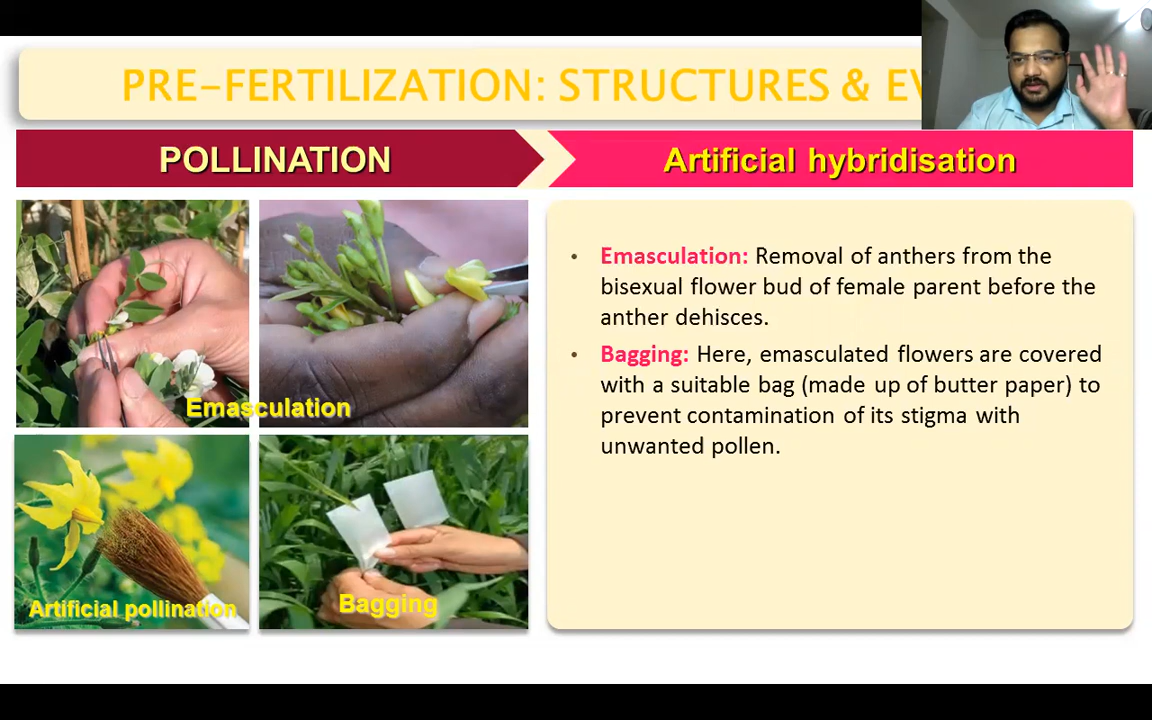 PRE-FERTILIZATION: STRUCTURES & EV
POLLINATION
Artificial hybridisation
Emasculation
Artificial pollination
Bagging
• Emasculation: Removal of anthers from the
bisexual flower bud of female parent before the
anther dehisces.
• Bagging: Here, emasculated flowers are covered
with a suitable bag (made up of butter paper) to
prevent contamination of its stigma with
unwanted pollen.